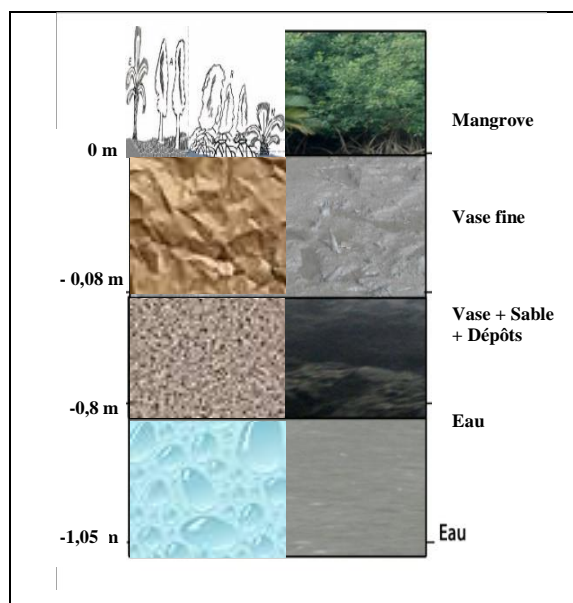 E A R
Mangrove
0 m
Vase fine
- 0,08 m
Vase + Sable
+ Dépôts
-0,8 m
Eau
-1,05 n
Eau